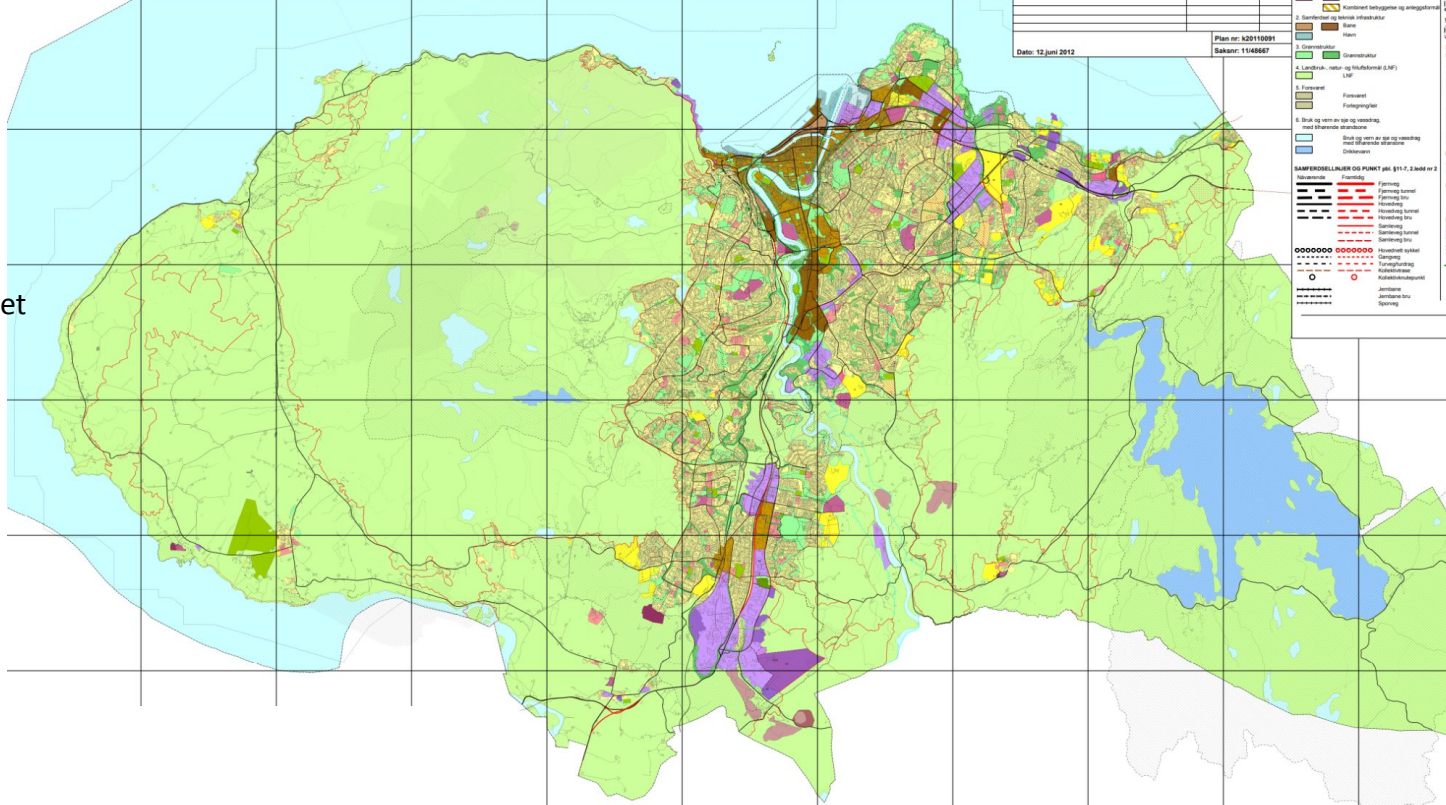 Kombinert bebyggelse og anleggsformål
2. Samferdsel og teknisk infrastruktur
Bane
Havn
3. Grønnstruktur
Grønnstruktur
4. Landbruk-, natur- og friluftsformål (LNF)
LNF
5. Forsvaret
Forsvaret
Forlegning/leir
6. Bruk og vern av sjø og vassdrag,
med tilhørende strandsone
Bruk og vern av sjø og vassdrag
med tilhørende strandsone
Drikkevann
SAMFERDSELLINJER OG PUNKT pbl. §11-7, 2.ledd nr 2
Nåværende Framtidig
Fjernveg
Fjernveg tunnel
Fjernveg bru
Hovedveg
Hovedveg tunnel
Hovedveg bru
Samleveg
Samleveg tunnel
Samleveg bru
Hovednett sykkel
Gangveg
Turveg/turdrag
Kollektivtrase
Kollektivknutepunkt
Jernbane
Jernbane bru
Sporveg
Plan nr: k20110091
Dato: 12.juni 2012
Saksnr: 11/48667
et